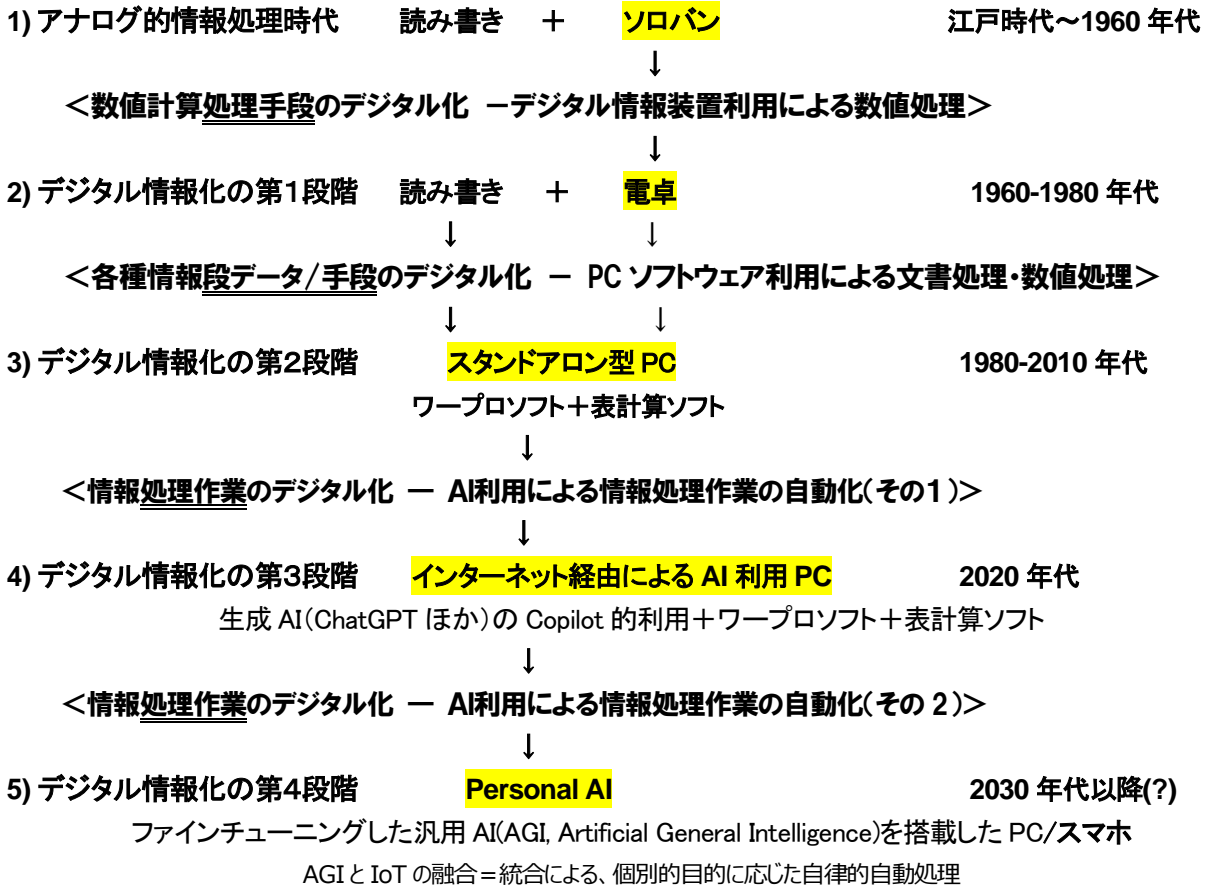 1) アナログ的情報処理時代 読み書き ＋ ソロバン 江戸時代～1960 年代
↓
＜数値計算処理手段のデジタル化 －デジタル情報装置利用による数値処理＞
↓
2) デジタル情報化の第１段階 読み書き ＋ 電卓 1960-1980 年代
↓ ↓
＜各種情報段データ/手段のデジタル化 － PC ソフトウェア利用による文書処理・数値処理＞
↓ ↓
3) デジタル情報化の第２段階 スタンドアロン型 PC 1980-2010 年代
ワープロソフト＋表計算ソフト
↓
＜情報処理作業のデジタル化 ― AI利用による情報処理作業の自動化（その１）＞
↓
4) デジタル情報化の第３段階 インターネット経由による AI 利用 PC 2020 年代
生成 AI（ChatGPT ほか）の Copilot 的利用＋ワープロソフト＋表計算ソフト
↓
＜情報処理作業のデジタル化 ― AI利用による情報処理作業の自動化（その 2）＞
↓
5) デジタル情報化の第４段階 Personal AI 2030 年代以降(?)
ファインチューニングした汎用 AI(AGI, Artificial General Intelligence)を搭載した PC/スマホ
AGI と IoT の融合＝統合による、個別的目的に応じた自律的自動処理